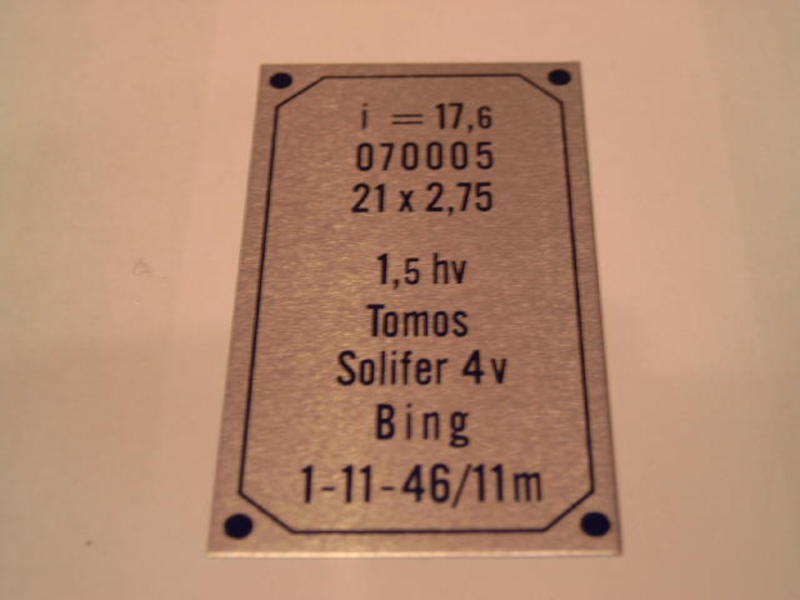 i = 17,6
070005
21 x 2,75
1,5 hv
Tomos
Solifer 4v
Bing
1-11-46/11m